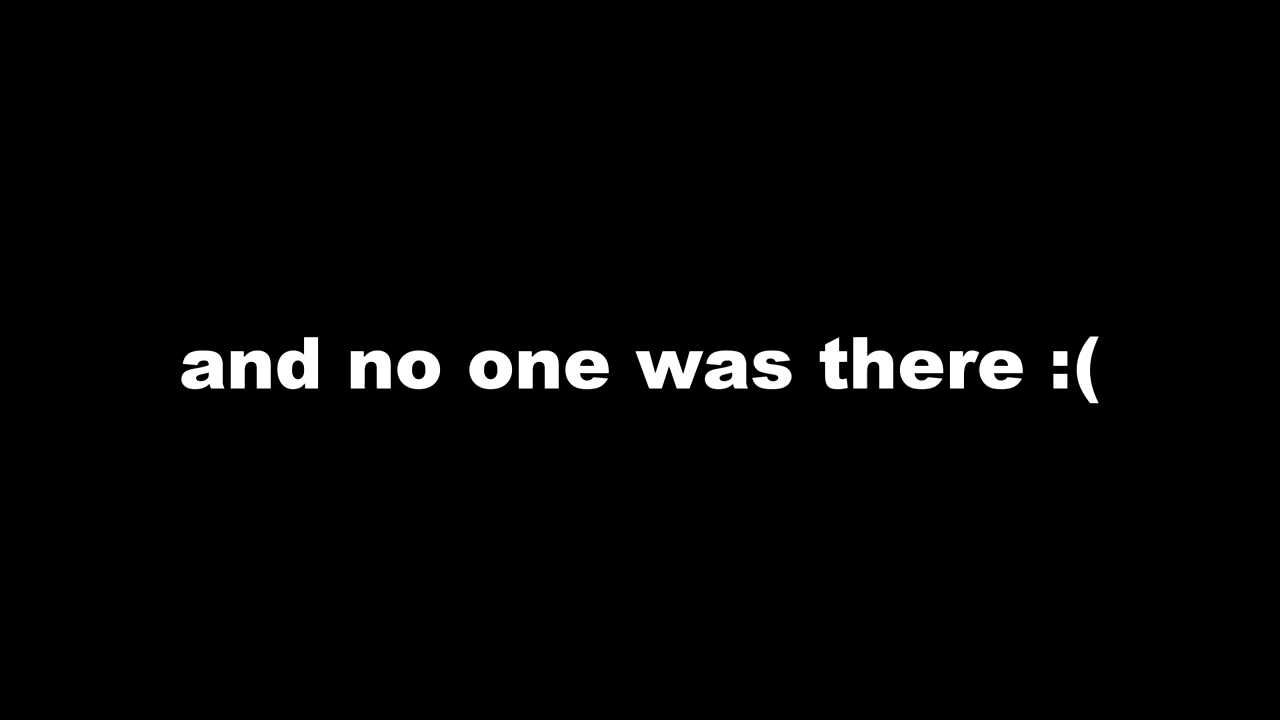 and no one was there :(